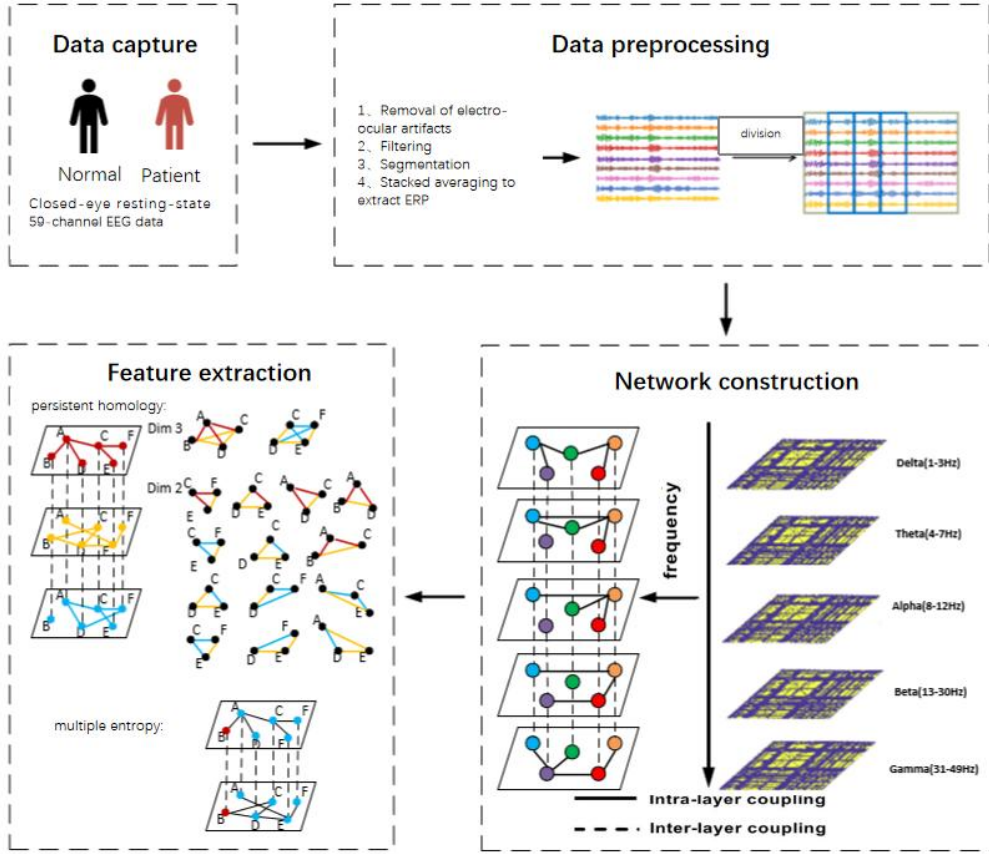 Data capture
Normal
Patient
Closed-eye resting-state
59-channel EEG data
Data preprocessing
1、Removal of electro-
ocular artifacts
2、Filtering
3、Segmentation
4、Stacked averaging to
extract ERP
division
Feature extraction
persistent homology:
A
C
F
B
D
E
A
C
F
B
D
A
C
F
B
D
E
Dim 3
A
C
B
D
C
F
D
E
Dim 2
C
F
E
C
D
E
A
C
D
A
B
D
C
F
E
C
D
E
A
C
B
C
D
E
C
F
D
A
C
E
C
F
E
F
D
E
A
D
E
multiple entropy:
A
C
F
B
D
A
C
F
B
D
E
Network construction
frequency
Delta(1-3Hz)
Theta(4-7Hz)
Alpha(8-12Hz)
Beta(13-30Hz)
Gamma(31-49Hz)
Intra-layer coupling
Inter-layer coupling